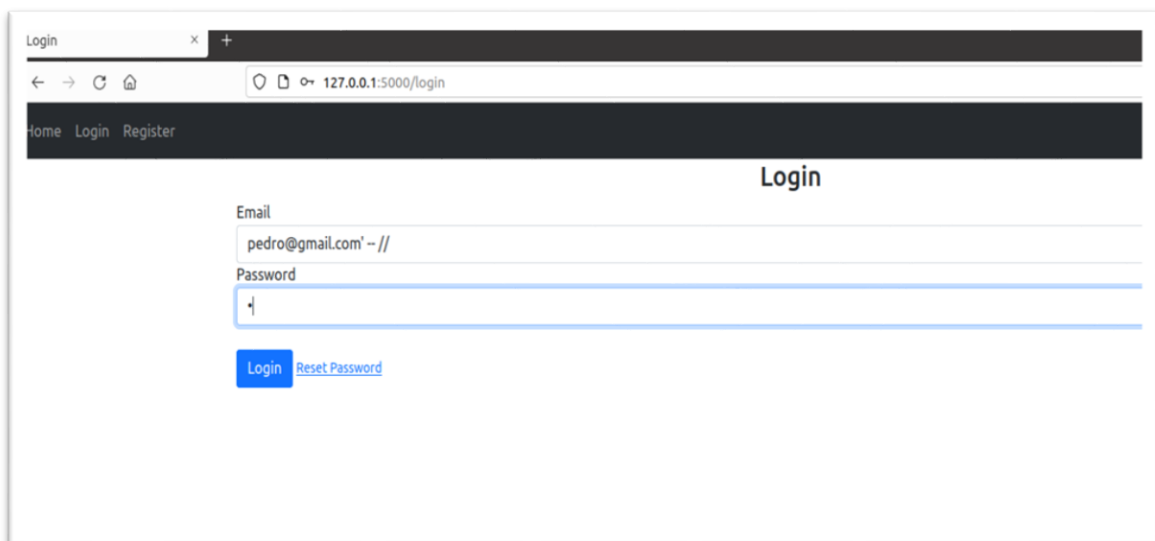 Login × +
127.0.0.1:5000/login
Home Login Register
Login
Email
pedro@gmail.com' -- //
Password
•
Login Reset Password